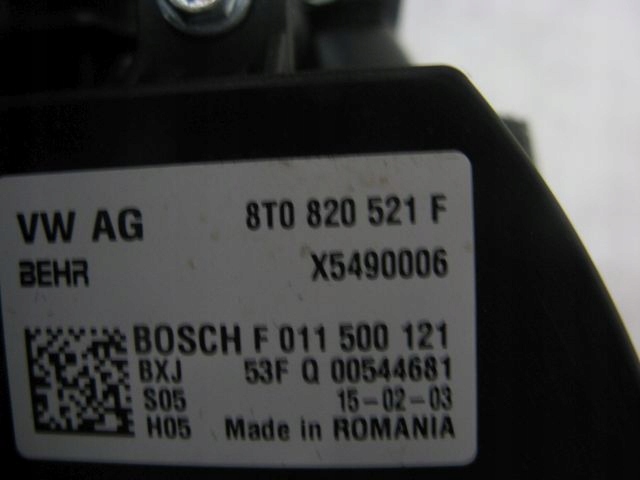 VW AG 8T0 820 521 F
BEHR X5490006
BOSCH F 011 500 121
BXJ 53F Q 00544681
S05 15-02-03
H05 Made in ROMANIA